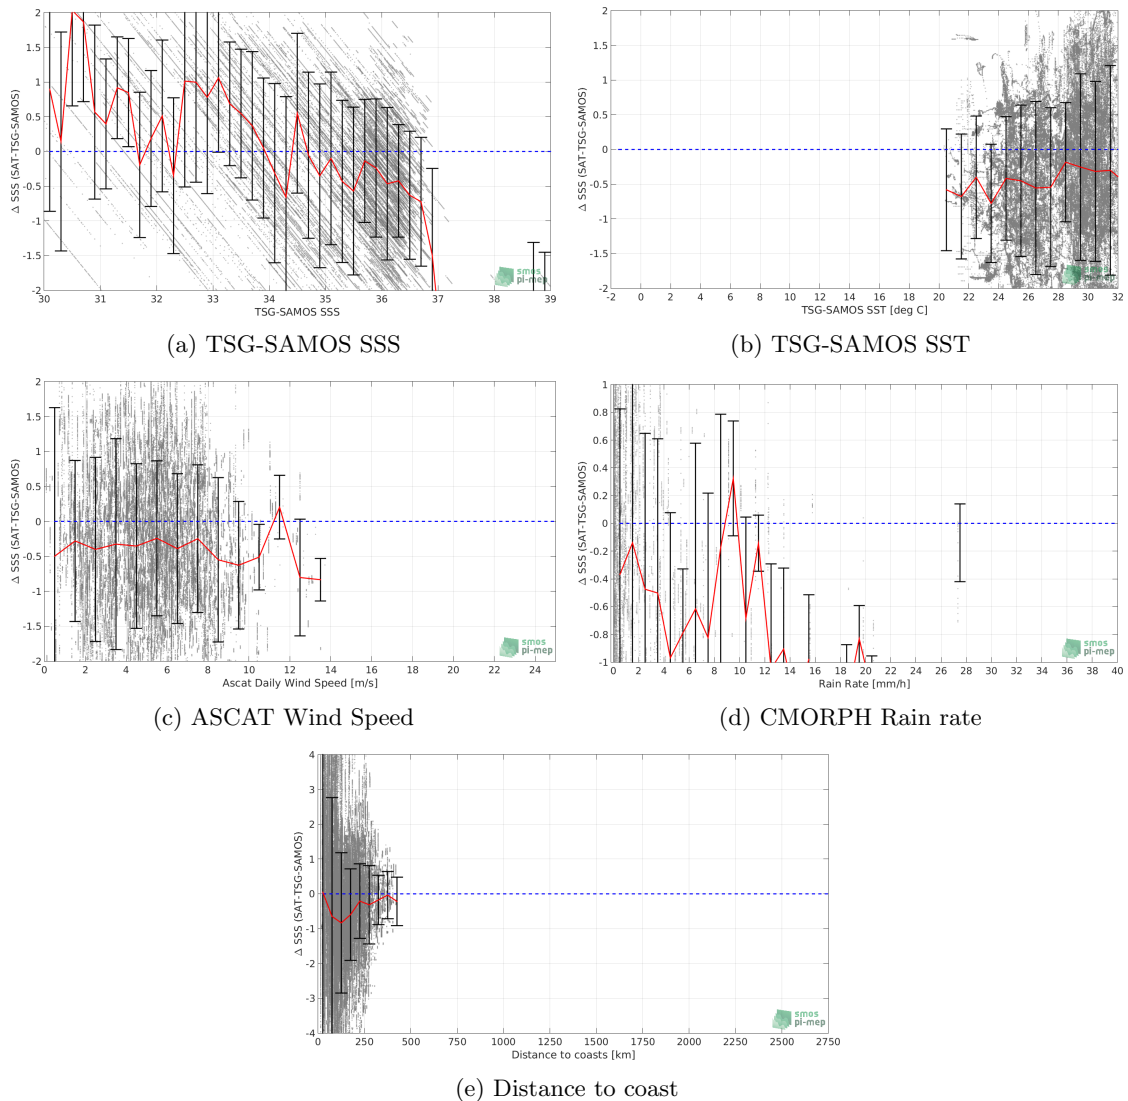 2
1.5
1
0.5
0
-0.5
-1
-1.5
-2
Δ SSS (SAT-TSG-SAMOS)
30 31 32 33 34 35 36 37 38 39
TSG-SAMOS SSS
smos
pi-mep
(a) TSG-SAMOS SSS
2
1.5
1
0.5
0
-0.5
-1
-1.5
-2
Δ SSS (SAT-TSG-SAMOS)
-2 0 2 4 6 8 10 12 14 16 18 20 22 24 26 28 30 32
TSG-SAMOS SST [deg C]
smos
pi-mep
(b) TSG-SAMOS SST
2
1.5
1
0.5
0
-0.5
-1
-1.5
-2
Δ SSS (SAT-TSG-SAMOS)
0 2 4 6 8 10 12 14 16 18 20 22 24
Ascat Daily Wind Speed [m/s]
smos
pi-mep
(c) ASCAT Wind Speed
1
0.8
0.6
0.4
0.2
0
-0.2
-0.4
-0.6
-0.8
-1
Δ SSS (SAT-TSG-SAMOS)
0 2 4 6 8 10 12 14 16 18 20 22 24 26 28 30 32 34 36 38 40
Rain Rate [mm/h]
smos
pi-mep
(d) CMORPH Rain rate
4
3
2
1
0
-1
-2
-3
-4
Δ SSS (SAT-TSG-SAMOS)
0 250 500 750 1000 1250 1500 1750 2000 2250 2500 2750
Distance to coasts [km]
smos
pi-mep
(e) Distance to coast